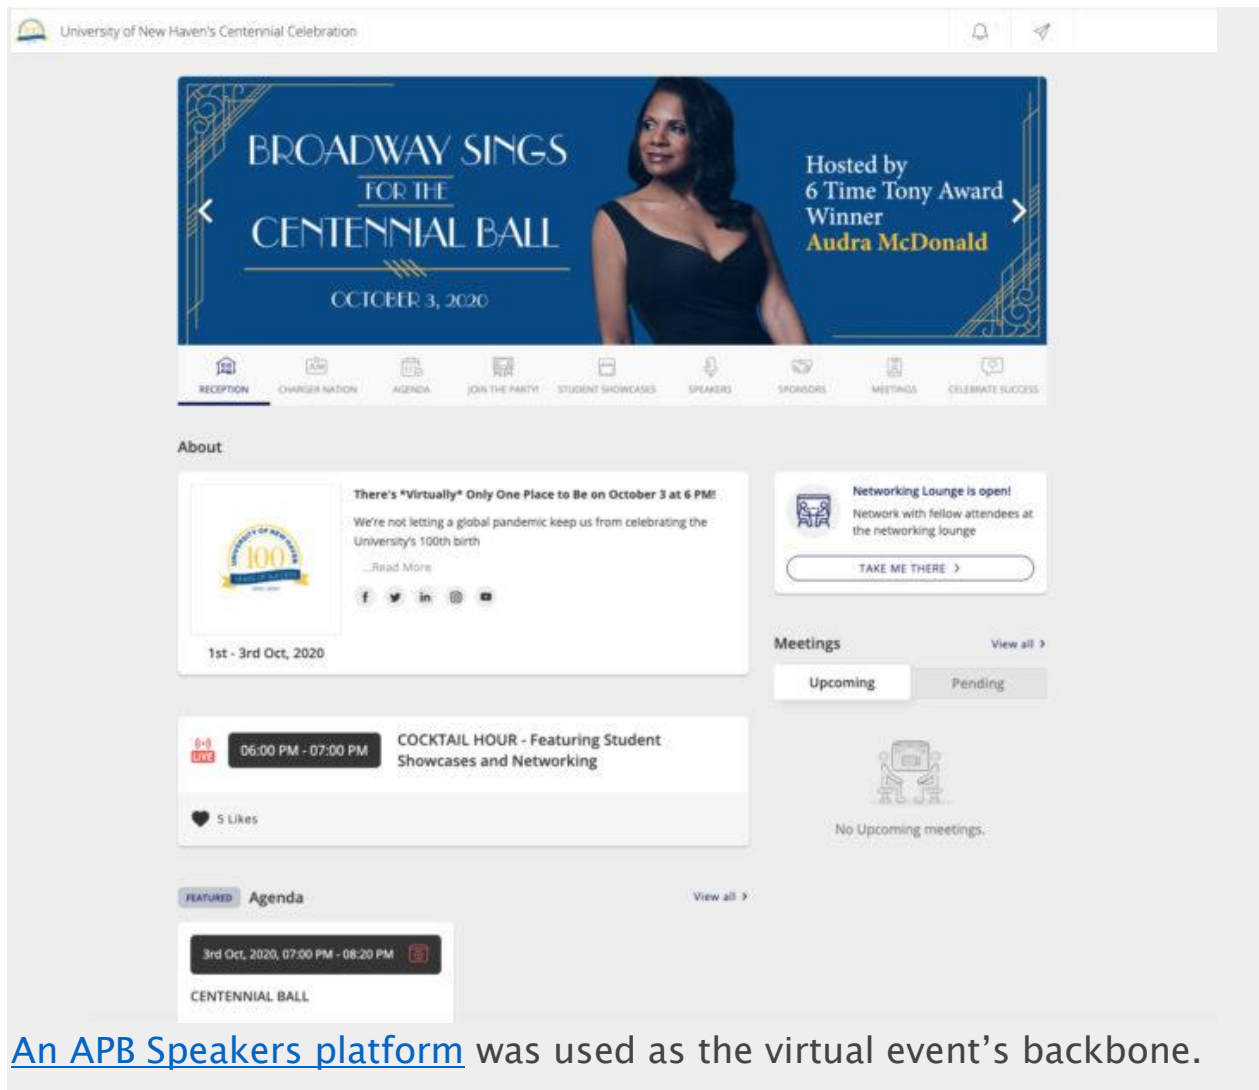 University of New Haven's Centennial Celebration
BROADWAY SINGS
FOR THE
CENTENNIAL BALL
OCTOBER 3, 2020
Hosted by
6 Time Tony Award
Winner
Audra McDonald
RECEPTION
CHARGER NATION
AGENDA
JOIN THE PARTY!
STUDENT SHOWCASES
SPEAKERS
SPONSORS
MEETINGS
CELEBRATE SUCCESS
About
UNIVERSITY OF NEW HAVEN
100
YEARS OF SUCCESS
1st - 3rd Oct, 2020
There's *Virtually* Only One Place to Be on October 3 at 6 PM!
We're not letting a global pandemic keep us from celebrating the
University's 100th birth
...Read More
Networking Lounge is open!
Network with fellow attendees at
the networking lounge
TAKE ME THERE >
Meetings
View all >
Upcoming
Pending
No Upcoming meetings.
LIVE
06:00 PM - 07:00 PM
COCKTAIL HOUR - Featuring Student
Showcases and Networking
5 Likes
FEATURED
Agenda
View all >
3rd Oct, 2020, 07:00 PM - 08:20 PM
CENTENNIAL BALL
An APB Speakers platform was used as the virtual event’s backbone.